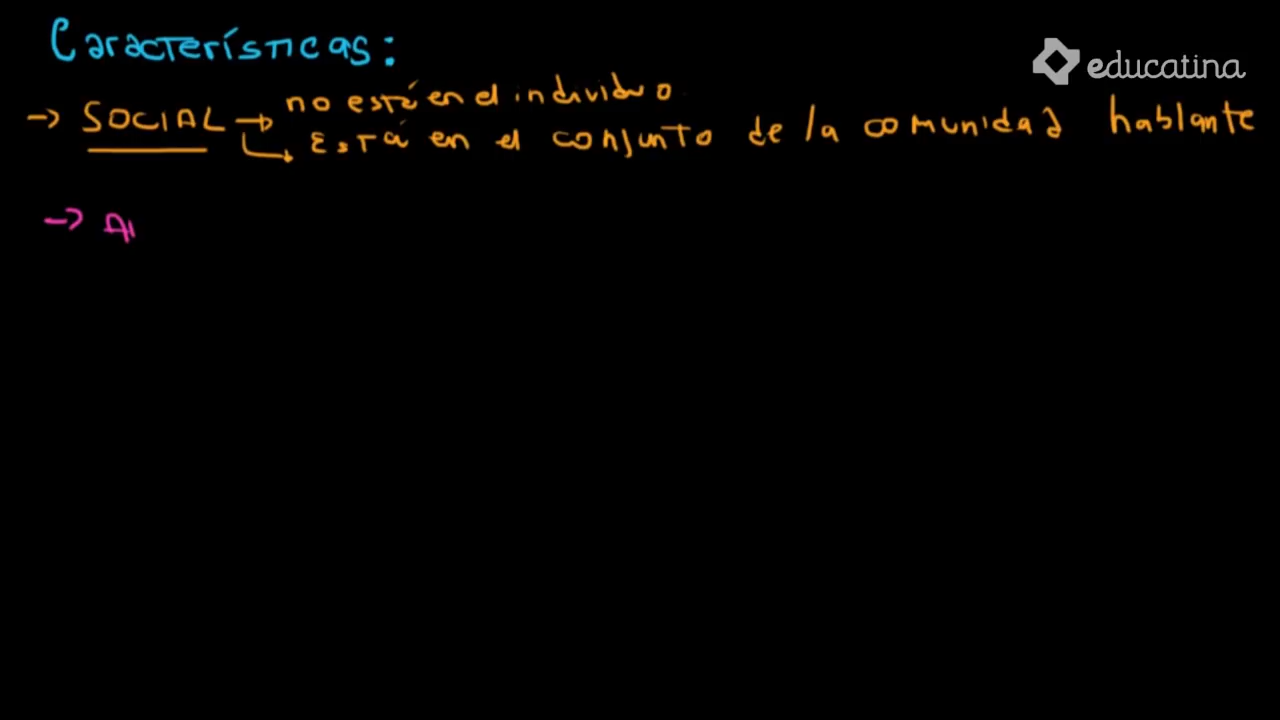 Características:
educatina
→ SOCIAL → no está en el individuo
Está en el conjunto de la comunidad hablante
→ A